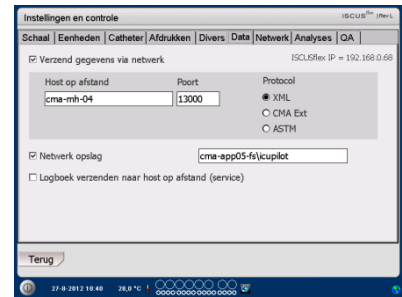 Instellingen en controle ISCUSflex |Rev L
Schaal Eenheden Catheter Afdrukken Divers Data Netwerk Analyses QA
Verzend gegevens via netwerk ISCUSflex IP = 192.168.0.68
Host op afstand Poort Protocol
cma-mh-04 13000 XML
CMA Ext
ASTM
Netwerk opslag cma-app05-fs\icupilot
Logboek verzenden naar host op afstand (service)
Terug
27-8-2012 10:40 28,0 °C